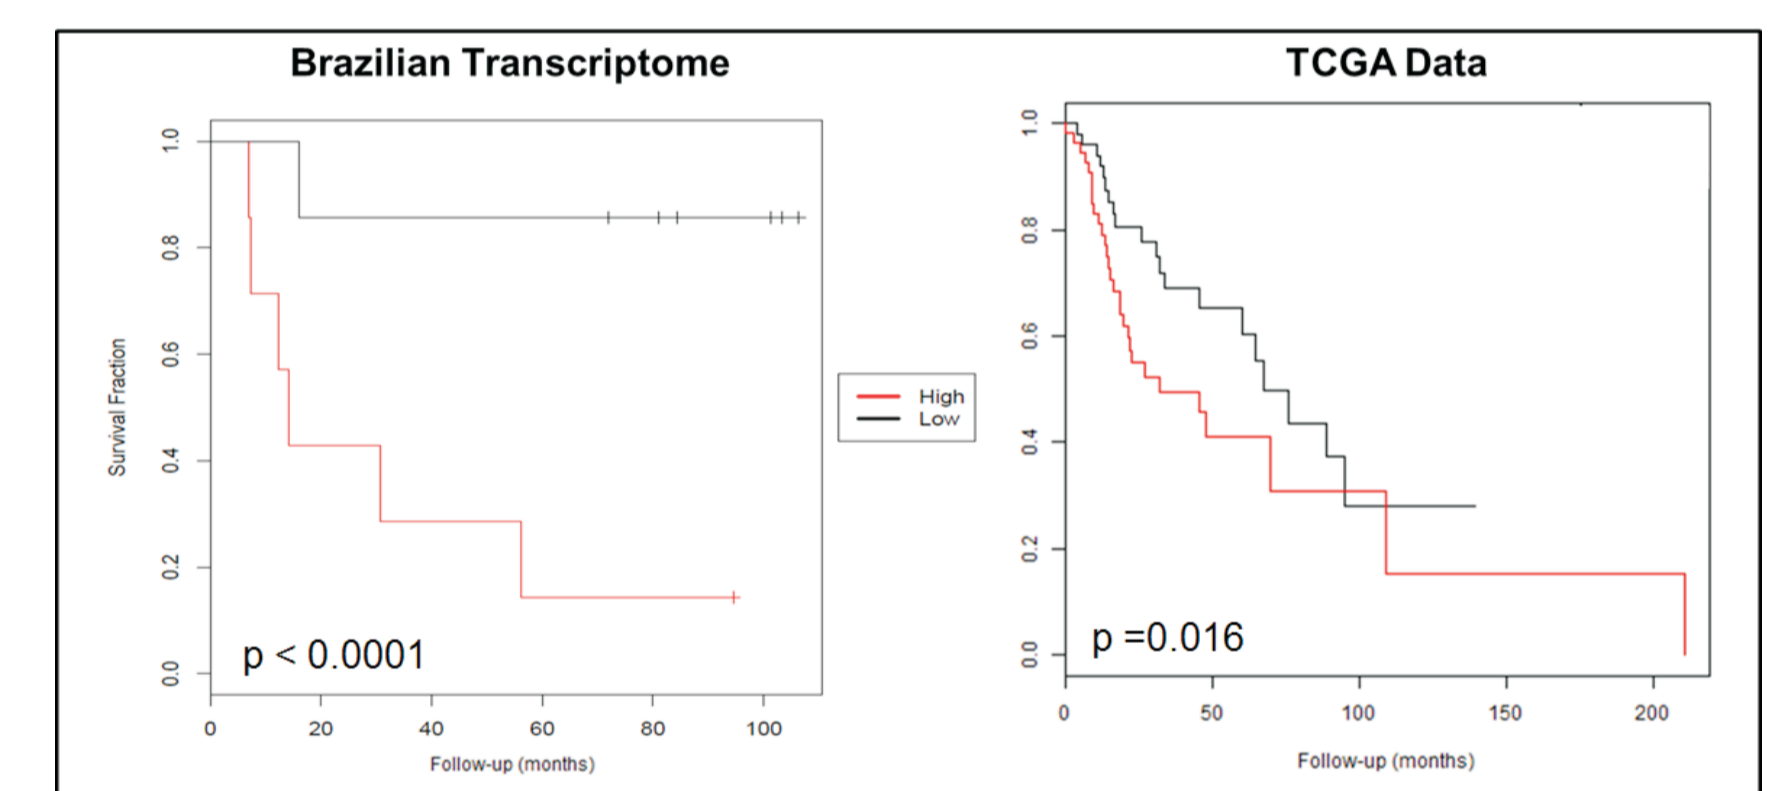 Brazilian Transcriptome
1.0
0.8
0.6
0.4
0.2
0.0
Survival Fraction
p < 0.0001
0 20 40 60 80 100
Follow-up (months)
High
Low
TCGA Data
1.0
0.8
0.6
0.4
0.2
0.0
p =0.016
0 50 100 150 200
Follow-up (months)